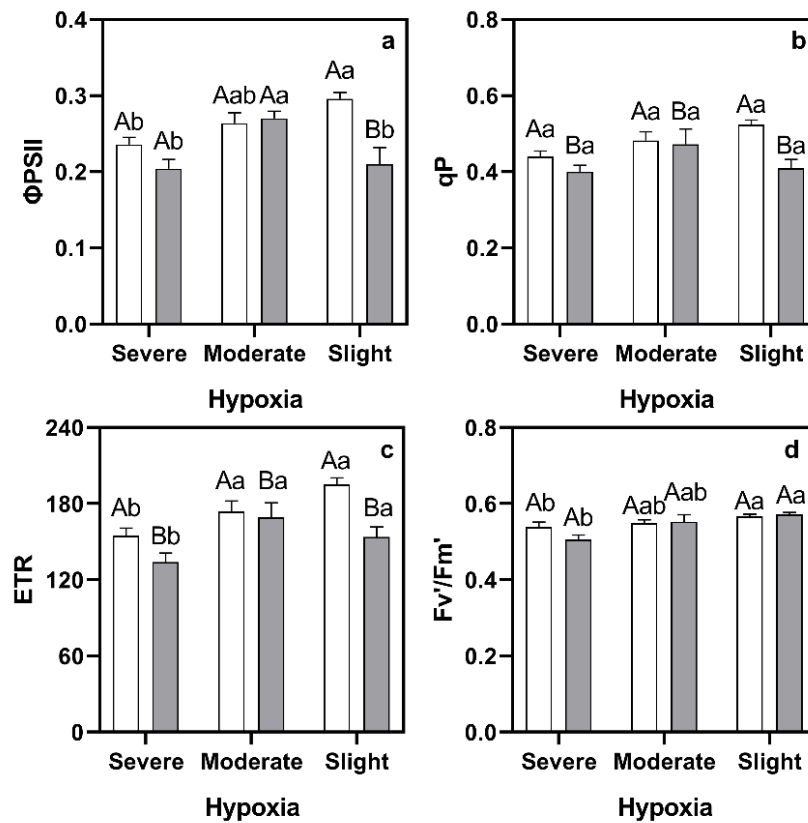 a
0.4
0.3
0.2
0.1
0.0
ΦPSII
Ab Ab Aab Aa Aa Bb
Severe Moderate Slight
Hypoxia
b
0.8
0.6
0.4
0.2
0.0
qP
Aa Ba Aa Ba Aa Ba
Severe Moderate Slight
Hypoxia
c
240
180
120
60
0
ETR
Ab Bb Aa Ba Aa Ba
Severe Moderate Slight
Hypoxia
d
0.8
0.6
0.4
0.2
0.0
Fv'/Fm'
Ab Ab Aab Aab Aa Aa
Severe Moderate Slight
Hypoxia